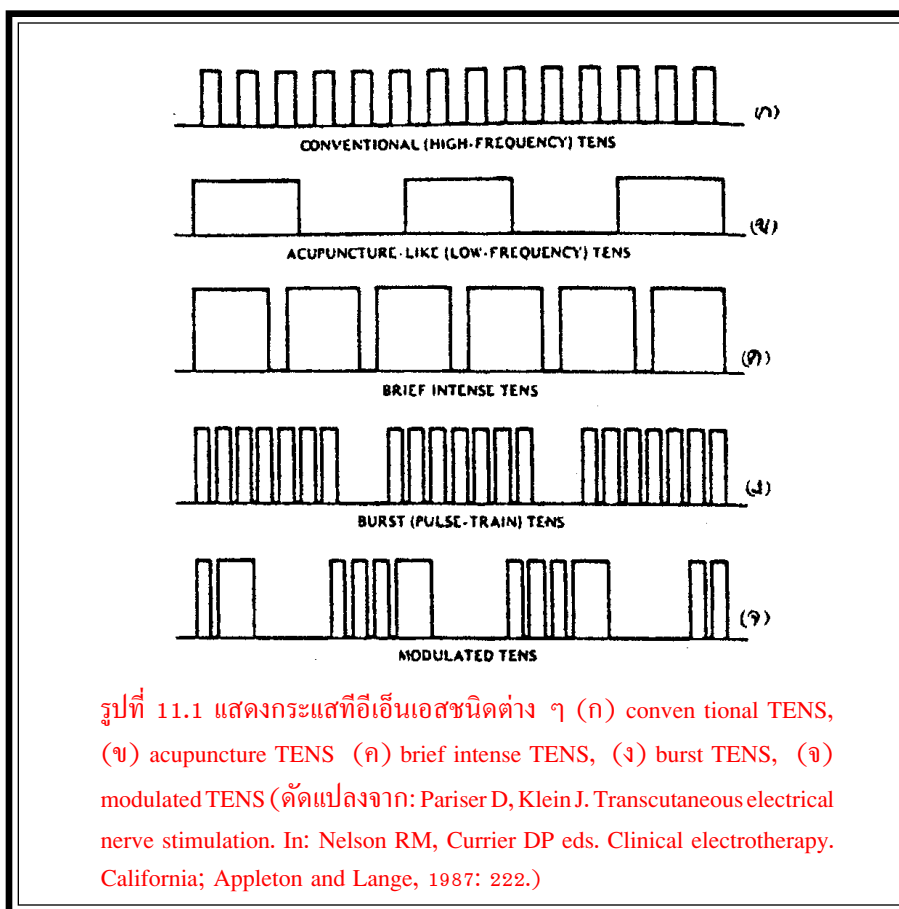 (ก)
CONVENTIONAL (HIGH-FREQUENCY) TENS
(ข)
ACUPUNCTURE-LIKE (LOW-FREQUENCY) TENS
(ค)
BRIEF INTENSE TENS
(ง)
BURST (PULSE-TRAIN) TENS
(จ)
MODULATED TENS
รูปที่ 11.1 แสดงกระแสทีอีเอ็นเอสชนิดต่าง ๆ (ก) conven tional TENS,
(ข) acupuncture TENS (ค) brief intense TENS, (ง) burst TENS, (จ)
modulated TENS (ดัดแปลงจาก: Pariser D, Klein J. Transcutaneous electrical
nerve stimulation. In: Nelson RM, Currier DP eds. Clinical electrotherapy.
California; Appleton and Lange, 1987: 222.)